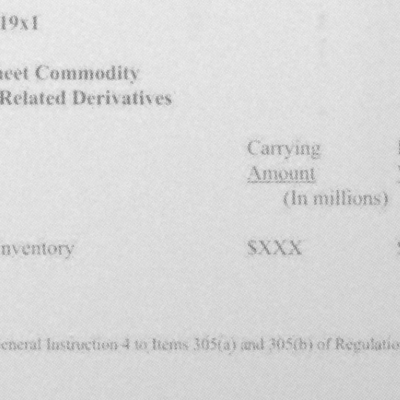 19x1
heet Commodity
Related Derivatives
Carrying
Amount
(In millions)
nventory $XXX
eneral Instruction 4 to Items 305(a) and 305(b) of Regulatio